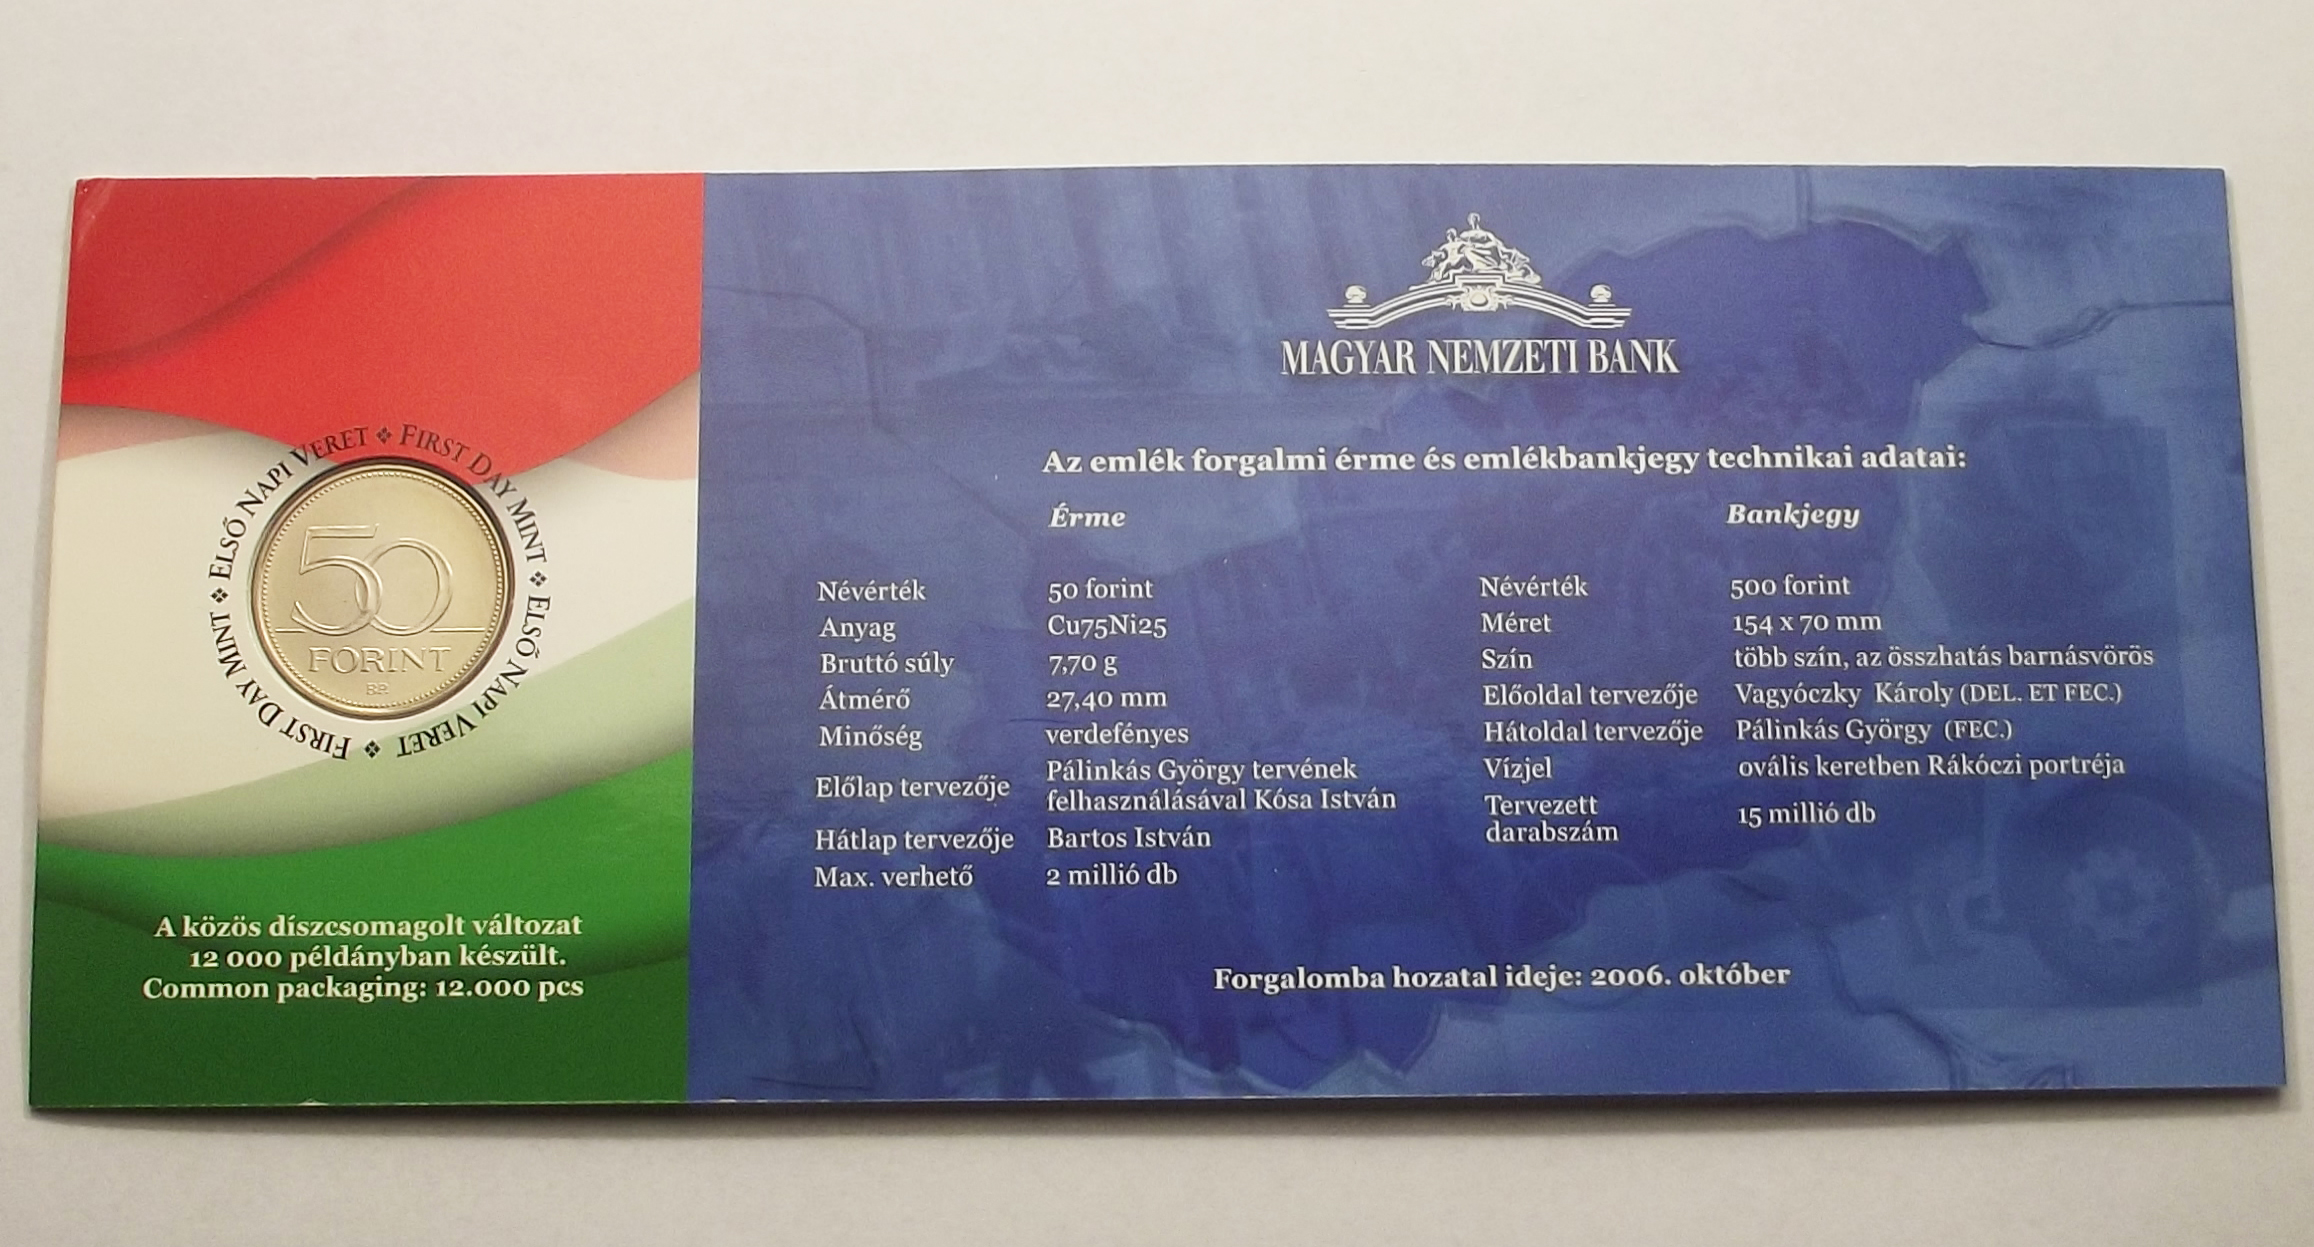 ELSŐ NAPI VERET ❖ FIRST DAY MINT ❖ ELSŐ NAPI VERET ❖ FIRST DAY MINT ❖
50
FORINT
BP.
A közös díszcsomagolt változat
12 000 példányban készült.
Common packaging: 12.000 pcs
MAGYAR NEMZETI BANK
Az emlék forgalmi érme és emlékbankjegy technikai adatai:
Érme
Névérték 50 forint
Anyag Cu75Ni25
Bruttó súly 7,70 g
Átmérő 27,40 mm
Minőség verdefényes
Előlap tervezője Pálinkás György tervének
felhasználásával Kósa István
Hátlap tervezője Bartos István
Max. verhető 2 millió db
Bankjegy
Névérték 500 forint
Méret 154 x 70 mm
Szín több szín, az összhatás barnásvörös
Előoldal tervezője Vagyóczky Károly (DEL. ET FEC.)
Hátoldal tervezője Pálinkás György (FEC.)
Vízjel ovális keretben Rákóczi portréja
Tervezett
darabszám 15 millió db
Forgalomba hozatal ideje: 2006. október